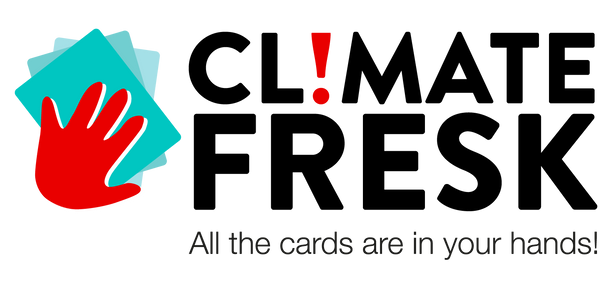 CL!MATE
FRESK
All the cards are in your hands!